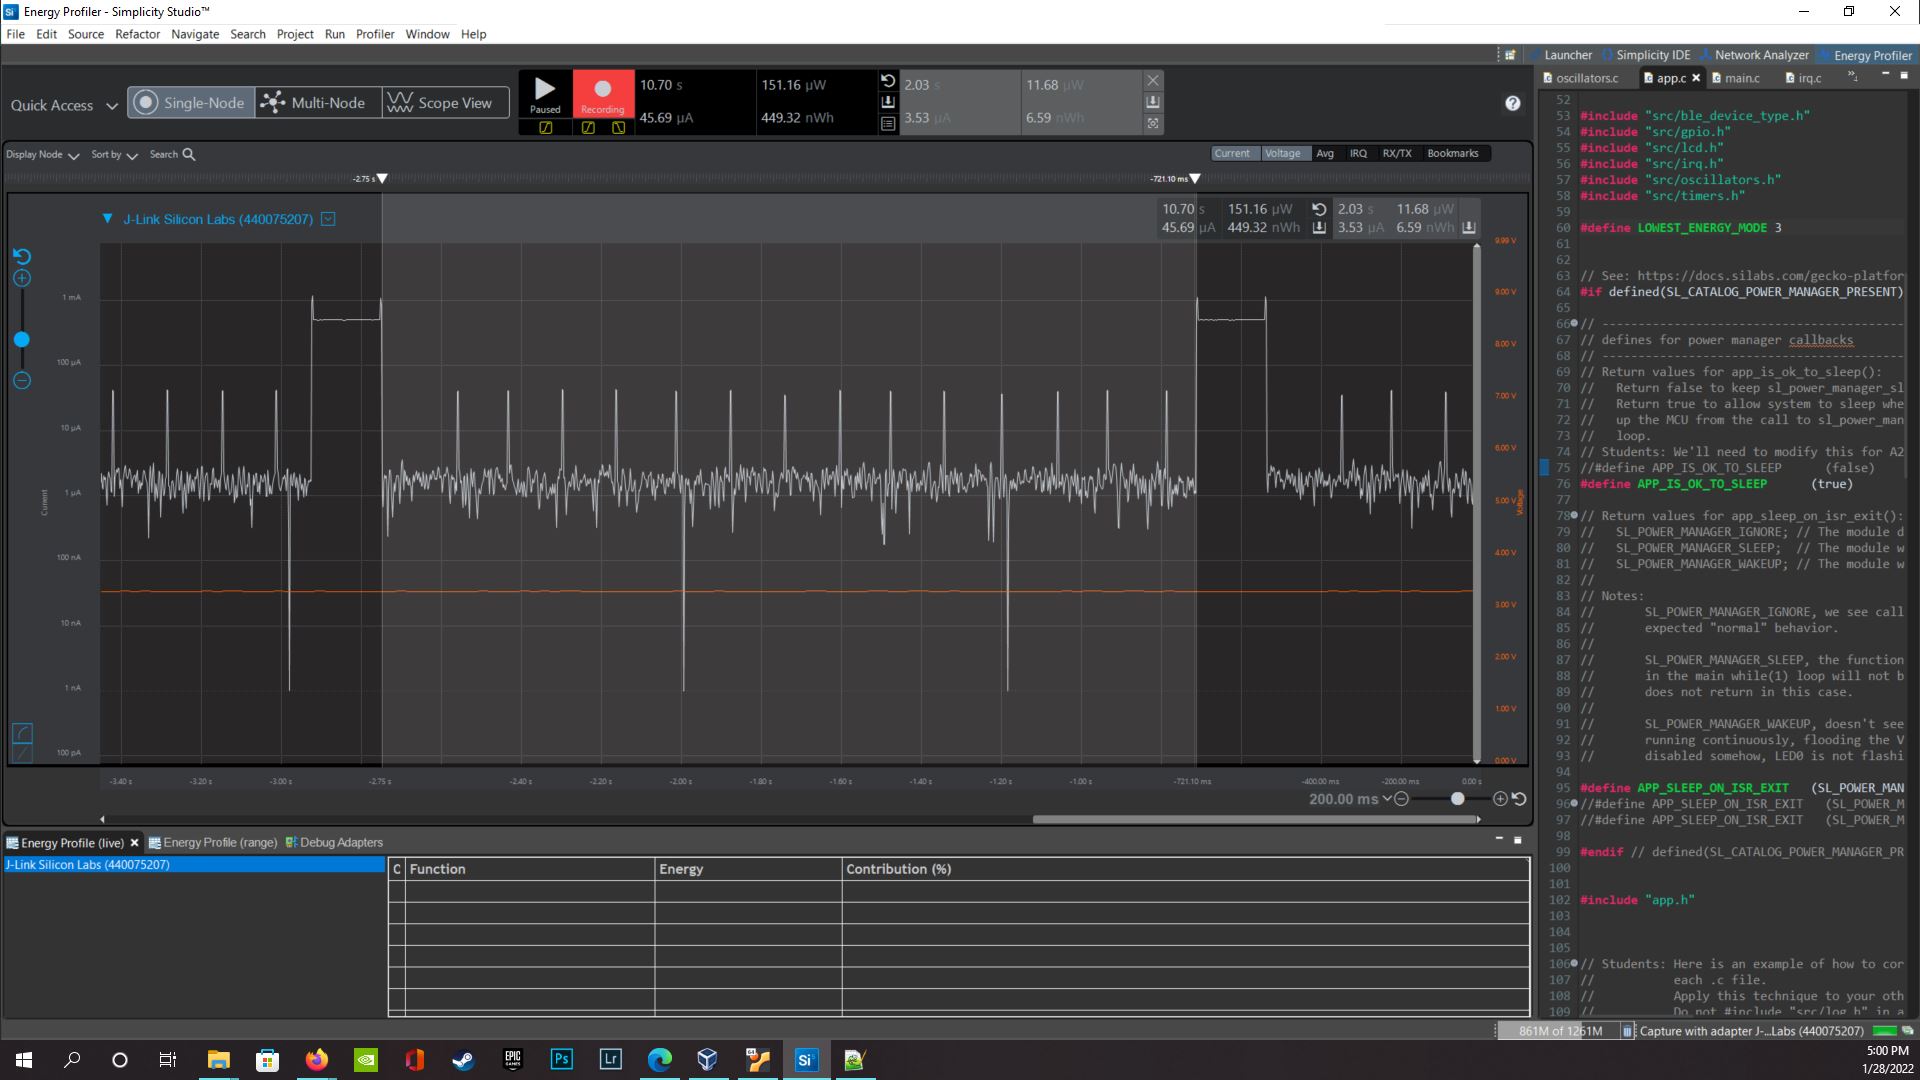 Energy Profiler - Simplicity Studio™
File Edit Source Refactor Navigate Search Project Run Profiler Window Help
Launcher Simplicity IDE Network Analyzer Energy Profiler
Quick Access Single-Node Multi-Node Scope View
Paused Recording
10.70 s 151.16 µW
45.69 µA 449.32 nWh
2.03 s 11.68 µW
3.53 µA 6.59 nWh
Display Node Sort by Search
Current Voltage Avg IRQ RX/TX Bookmarks
-2.75 s -721.10 ms
J-Link Silicon Labs (440075207)
10.70 s 151.16 µW 2.03 s 11.68 µW
45.69 µA 449.32 nWh 3.53 µA 6.59 nWh
1 mA
100 µA
10 µA
1 µA
100 nA
10 nA
1 nA
100 pA
Current
9.99 V
9.00 V
8.00 V
7.00 V
6.00 V
5.00 V
4.00 V
3.00 V
2.00 V
1.00 V
0.00 V
Voltage
-3.40 s -3.20 s -3.00 s -2.75 s -2.40 s -2.20 s -2.00 s -1.80 s -1.60 s -1.40 s -1.20 s -1.00 s -721.10 ms -400.00 ms -200.00 ms 0.00 s
200.00 ms
Energy Profile (live) Energy Profile (range) Debug Adapters
J-Link Silicon Labs (440075207)
C Function Energy Contribution (%)
oscillators.c app.c main.c irq.c
52
53 #include "src/ble_device_type.h"
54 #include "src/gpio.h"
55 #include "src/lcd.h"
56 #include "src/irq.h"
57 #include "src/oscillators.h"
58 #include "src/timers.h"
59
60 #define LOWEST_ENERGY_MODE 3
61
62
63 // See: https://docs.silabs.com/gecko-platfor
64 #if defined(SL_CATALOG_POWER_MANAGER_PRESENT)
65
66 // ------------------------------------------
67 // defines for power manager callbacks
68 // ------------------------------------------
69 // Return values for app_is_ok_to_sleep():
70 // Return false to keep sl_power_manager_sl
71 // Return true to allow system to sleep whe
72 // up the MCU from the call to sl_power_man
73 // loop.
74 // Students: We'll need to modify this for A2
75 //#define APP_IS_OK_TO_SLEEP (false)
76 #define APP_IS_OK_TO_SLEEP (true)
77
78 // Return values for app_sleep_on_isr_exit():
79 // SL_POWER_MANAGER_IGNORE; // The module d
80 // SL_POWER_MANAGER_SLEEP; // The module w
81 // SL_POWER_MANAGER_WAKEUP; // The module w
82 //
83 // Notes:
84 // SL_POWER_MANAGER_IGNORE, we see call
85 // expected "normal" behavior.
86 //
87 // SL_POWER_MANAGER_SLEEP, the function
88 // in the main while(1) loop will not b
89 // does not return in this case.
90 //
91 // SL_POWER_MANAGER_WAKEUP, doesn't see
92 // running continuously, flooding the V
93 // disabled somehow, LED0 is not flashi
94
95 #define APP_SLEEP_ON_ISR_EXIT (SL_POWER_MAN
96 //#define APP_SLEEP_ON_ISR_EXIT (SL_POWER_M
97 //#define APP_SLEEP_ON_ISR_EXIT (SL_POWER_M
98
99 #endif // defined(SL_CATALOG_POWER_MANAGER_PR
100
101
102 #include "app.h"
103
104
105
106 // Students: Here is an example of how to cor
107 // each .c file.
108 // Apply this technique to your oth
109 // Do not #include "src/log.h" in a
861M of 1261M Capture with adapter J-...Labs (440075207)
5:00 PM
1/28/2022